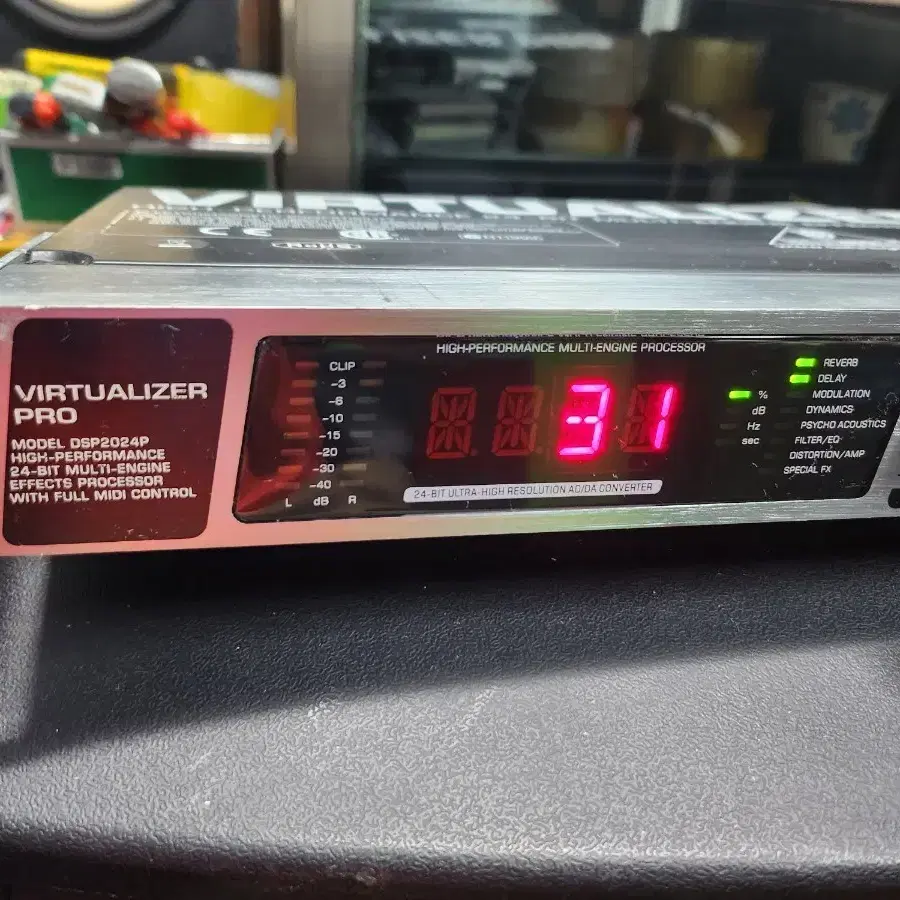 VIRTUALIZER
PRO
MODEL DSP2024P
HIGH-PERFORMANCE
24-BIT MULTI-ENGINE
EFFECTS PROCESSOR
WITH FULL MIDI CONTROL
CLIP
-3
-6
-10
-15
-20
-30
-40
L dB R
HIGH-PERFORMANCE MULTI-ENGINE PROCESSOR
31
24-BIT ULTRA-HIGH RESOLUTION AD/DA CONVERTER
%
dB
Hz
sec
REVERB
DELAY
MODULATION
DYNAMICS
PSYCHO ACOUSTICS
FILTER/EQ
DISTORTION/AMP
SPECIAL FX